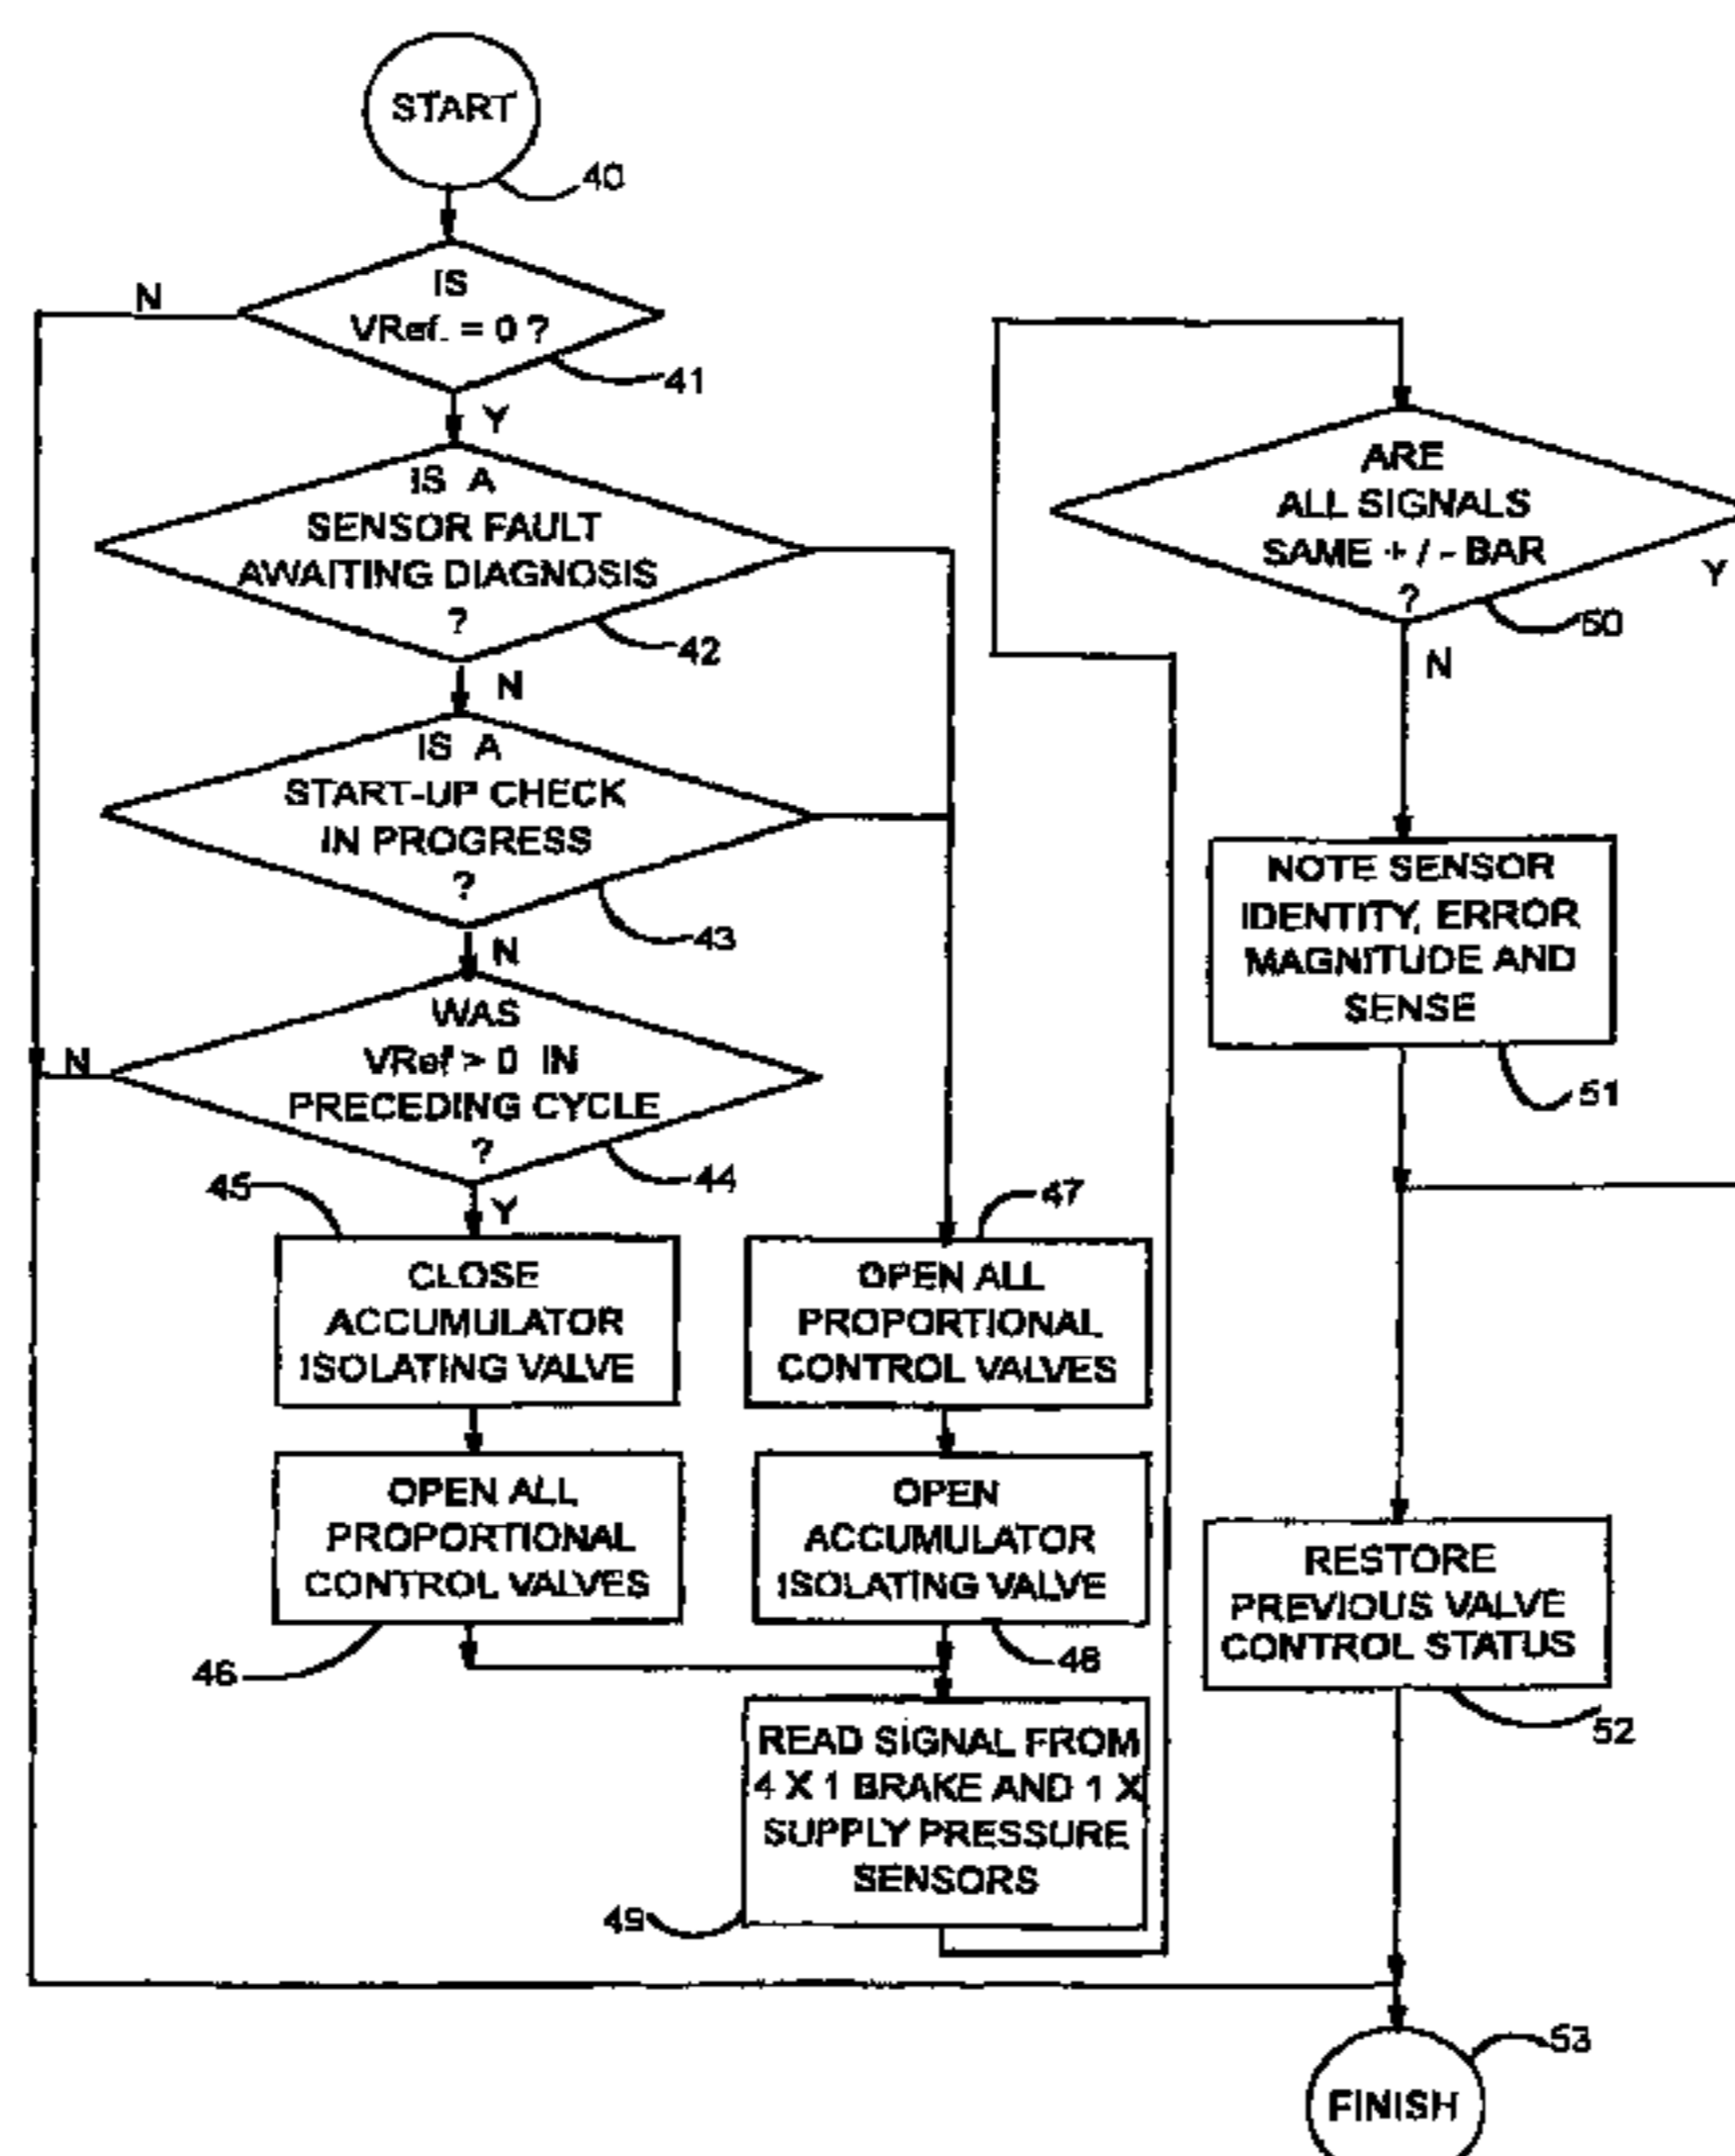 START
40
IS
VRef. = 0 ?
N
41
Y
IS A
SENSOR FAULT
AWAITING DIAGNOSIS
?
42
N
IS A
START-UP CHECK
IN PROGRESS
?
43
N
WAS
VRef > 0 IN
PRECEDING CYCLE
?
N
44
Y
45
CLOSE
ACCUMULATOR
ISOLATING VALVE
46
OPEN ALL
PROPORTIONAL
CONTROL VALVES
47
OPEN ALL
PROPORTIONAL
CONTROL VALVES
OPEN
ACCUMULATOR
ISOLATING VALVE
48
READ SIGNAL FROM
4 X 1 BRAKE AND 1 X
SUPPLY PRESSURE
SENSORS
49
ARE
ALL SIGNALS
SAME + / - BAR
?
Y
50
N
NOTE SENSOR
IDENTITY, ERROR
MAGNITUDE AND
SENSE
51
RESTORE
PREVIOUS VALVE
CONTROL STATUS
52
53
FINISH